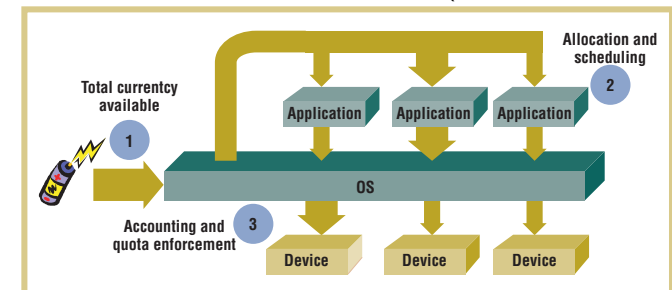 Allocation and
scheduling
2
Total currentcy
available
1
Application
Application
Application
OS
Accounting and
quota enforcement
3
Device
Device
Device